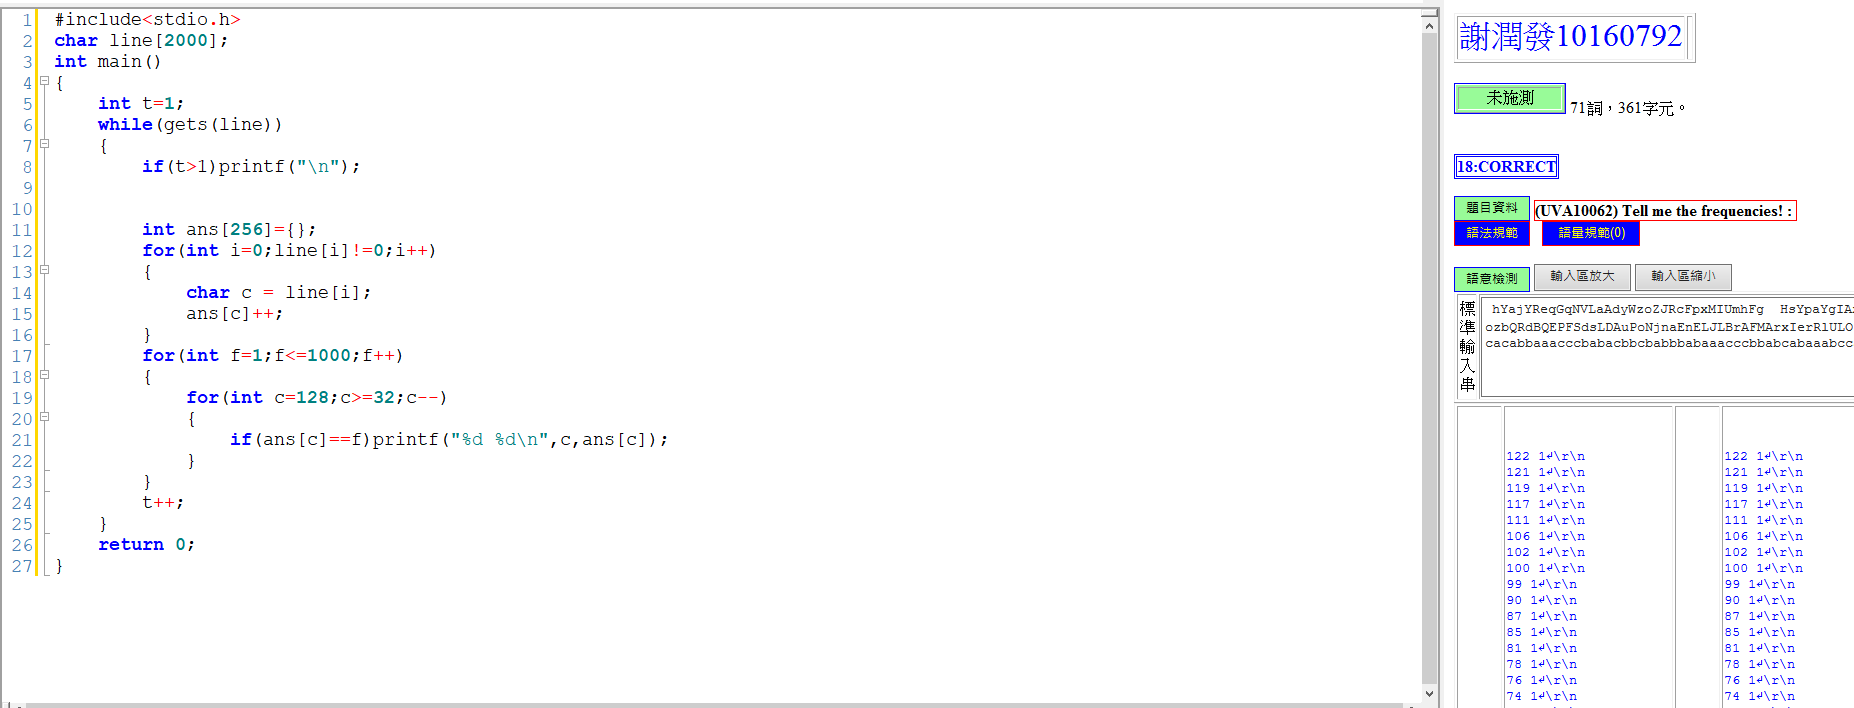 1 #include<stdio.h>
2 char line[2000];
3 int main()
4 {
5 int t=1;
6 while(gets(line))
7 {
8 if(t>1)printf("\n");
9
10
11 int ans[256]={};
12 for(int i=0;line[i]!=0;i++)
13 {
14 char c = line[i];
15 ans[c]++;
16 }
17 for(int f=1;f<=1000;f++)
18 {
19 for(int c=128;c>=32;c--)
20 {
21 if(ans[c]==f)printf("%d %d\n",c,ans[c]);
22 }
23 }
24 t++;
25 }
26 return 0;
27 }
謝潤發10160792
未施測 71詞，361字元。
18:CORRECT
題目資料 (UVA10062) Tell me the frequencies! :
語法規範 語量規範(0)
語意檢測 輸入區放大 輸入區縮小
標準輸入串
hYajYReqGqNVLaAdyWzoZJRcFpxMIUmhFg HsYpaYgIA
ozbQRdBQEPFSdsLDAuPoNjnaEnELJLBrAFMArxIerRlULO
cacabbaaacccbabacbbcbabbbabaaacccbbabcabaaabcc
122 1↲\r\n 122 1↲\r\n
121 1↲\r\n 121 1↲\r\n
119 1↲\r\n 119 1↲\r\n
117 1↲\r\n 117 1↲\r\n
111 1↲\r\n 111 1↲\r\n
106 1↲\r\n 106 1↲\r\n
102 1↲\r\n 102 1↲\r\n
100 1↲\r\n 100 1↲\r\n
99 1↲\r\n 99 1↲\r\n
90 1↲\r\n 90 1↲\r\n
87 1↲\r\n 87 1↲\r\n
85 1↲\r\n 85 1↲\r\n
81 1↲\r\n 81 1↲\r\n
78 1↲\r\n 78 1↲\r\n
76 1↲\r\n 76 1↲\r\n
74 1↲\r\n 74 1↲\r\n